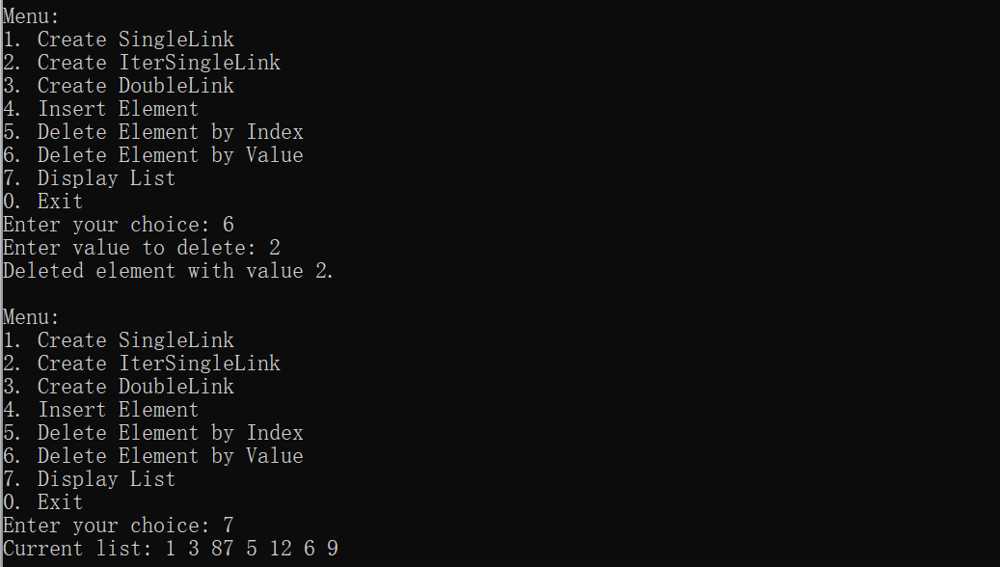 Menu:
1. Create SingleLink
2. Create IterSingleLink
3. Create DoubleLink
4. Insert Element
5. Delete Element by Index
6. Delete Element by Value
7. Display List
0. Exit
Enter your choice: 6
Enter value to delete: 2
Deleted element with value 2.

Menu:
1. Create SingleLink
2. Create IterSingleLink
3. Create DoubleLink
4. Insert Element
5. Delete Element by Index
6. Delete Element by Value
7. Display List
0. Exit
Enter your choice: 7
Current list: 1 3 87 5 12 6 9